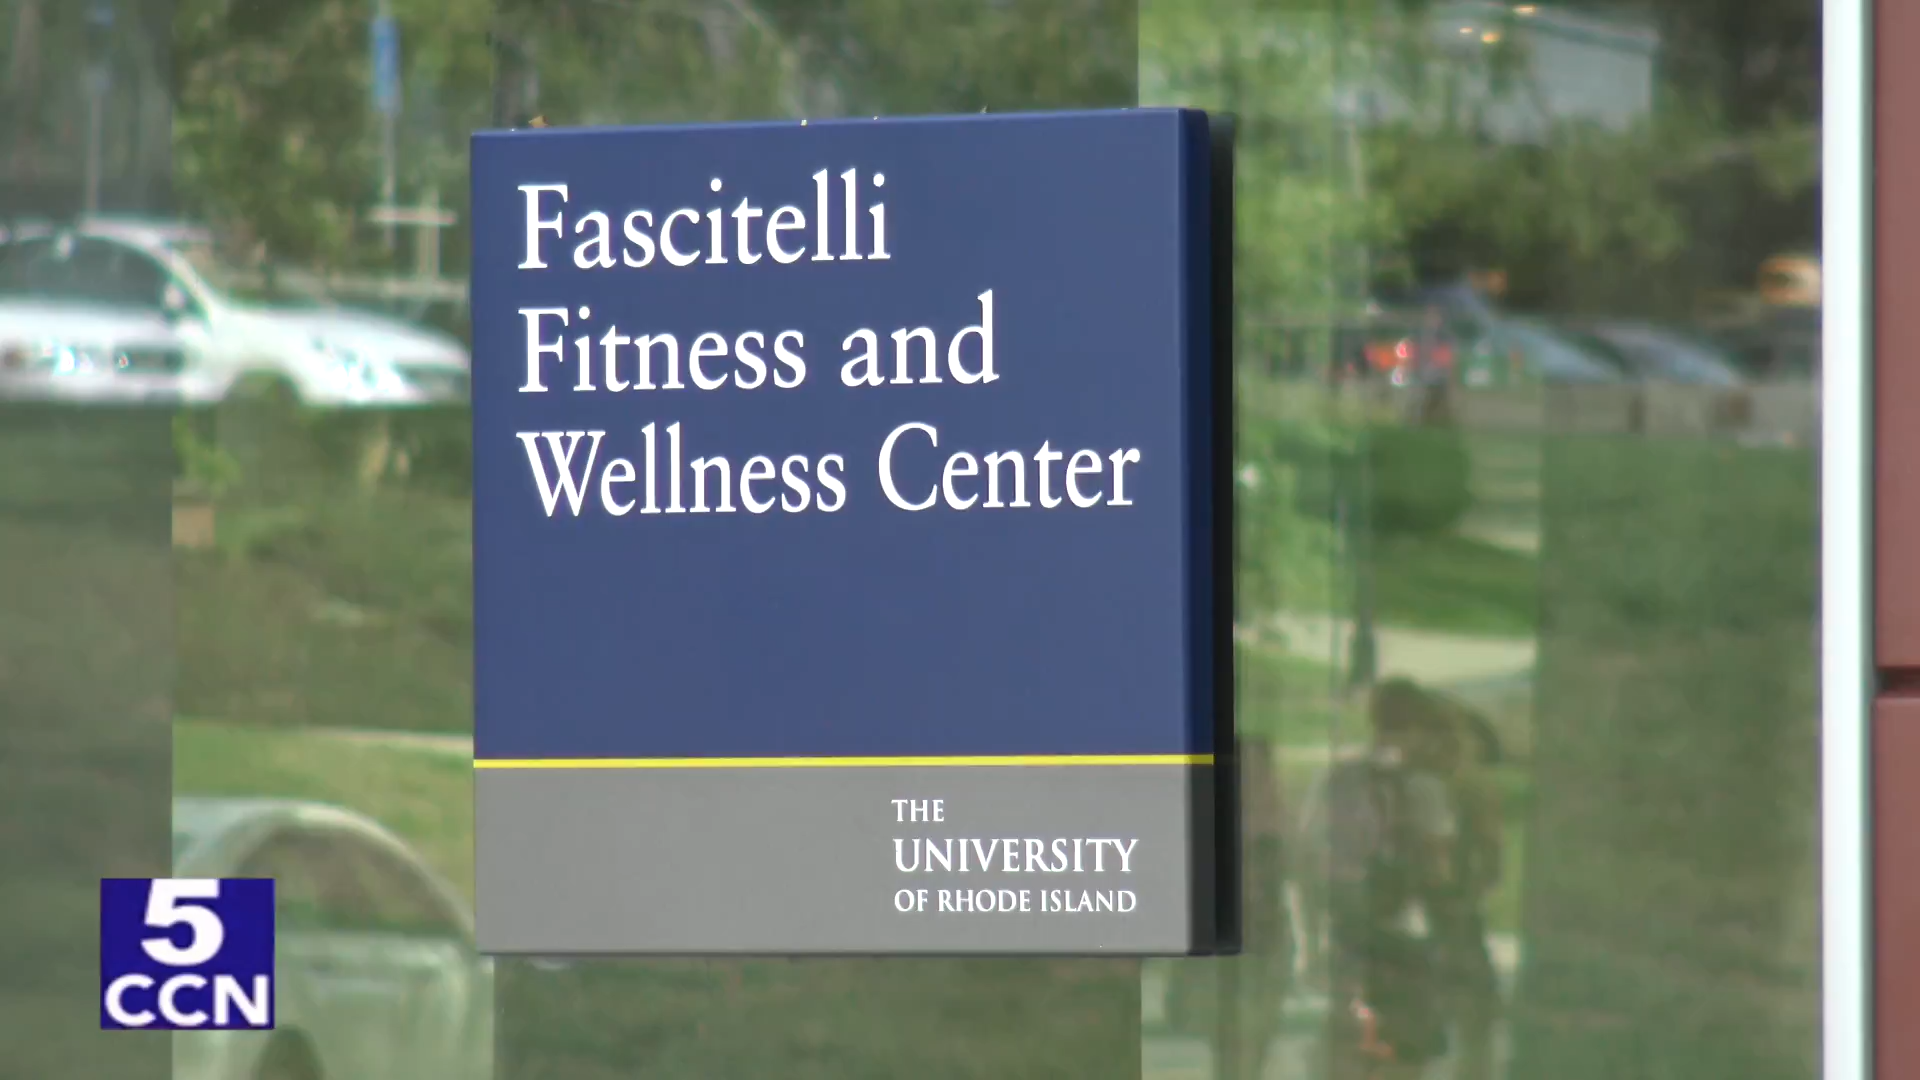 Fascitelli
Fitness and
Wellness Center
THE
UNIVERSITY
OF RHODE ISLAND
5
CCN